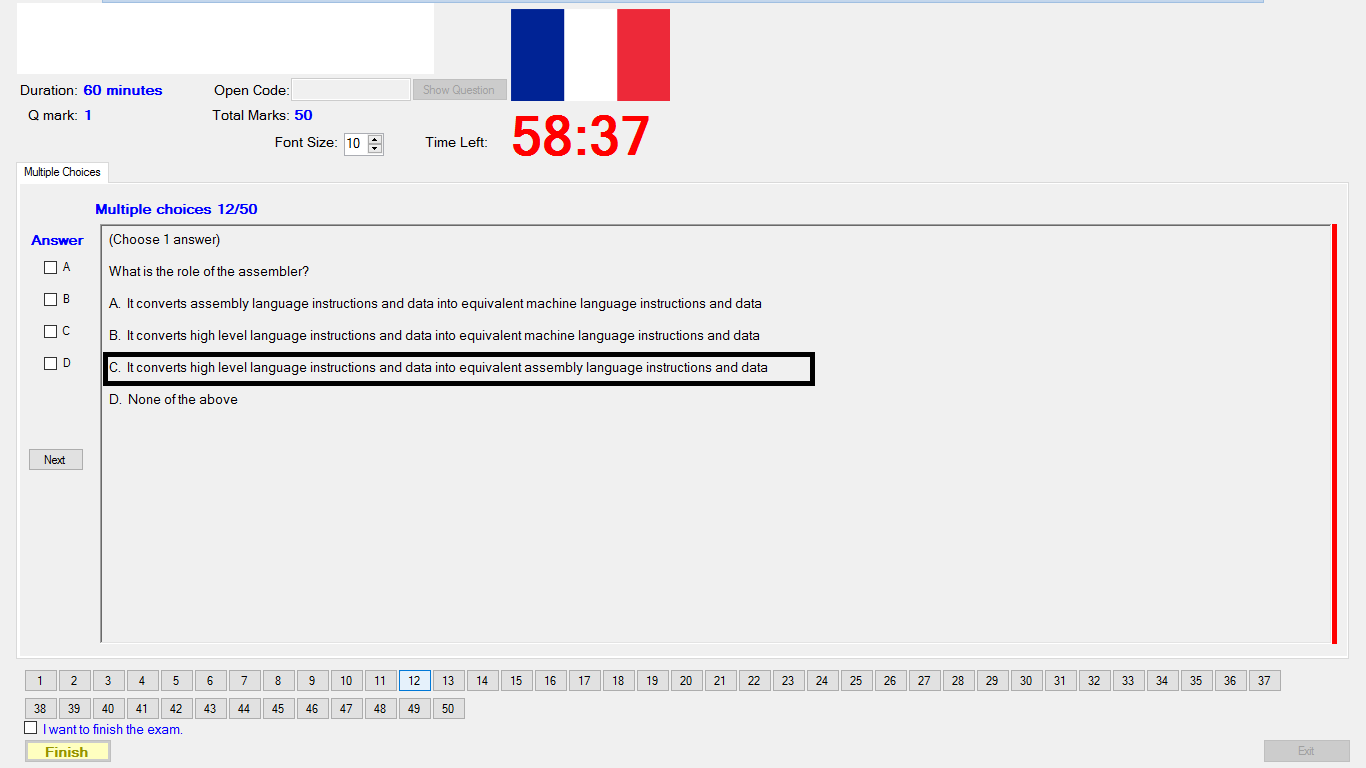 Duration: 60 minutes
Open Code:
Show Question
Q mark: 1
Total Marks: 50
Font Size: 10
Time Left: 58:37
Multiple Choices
Multiple choices 12/50
Answer
(Choose 1 answer)
A
What is the role of the assembler?
B
A. It converts assembly language instructions and data into equivalent machine language instructions and data
C
B. It converts high level language instructions and data into equivalent machine language instructions and data
D
C. It converts high level language instructions and data into equivalent assembly language instructions and data
D. None of the above
Next
1 2 3 4 5 6 7 8 9 10 11 12 13 14 15 16 17 18 19 20 21 22 23 24 25 26 27 28 29 30 31 32 33 34 35 36 37
38 39 40 41 42 43 44 45 46 47 48 49 50
I want to finish the exam.
Finish
Exit